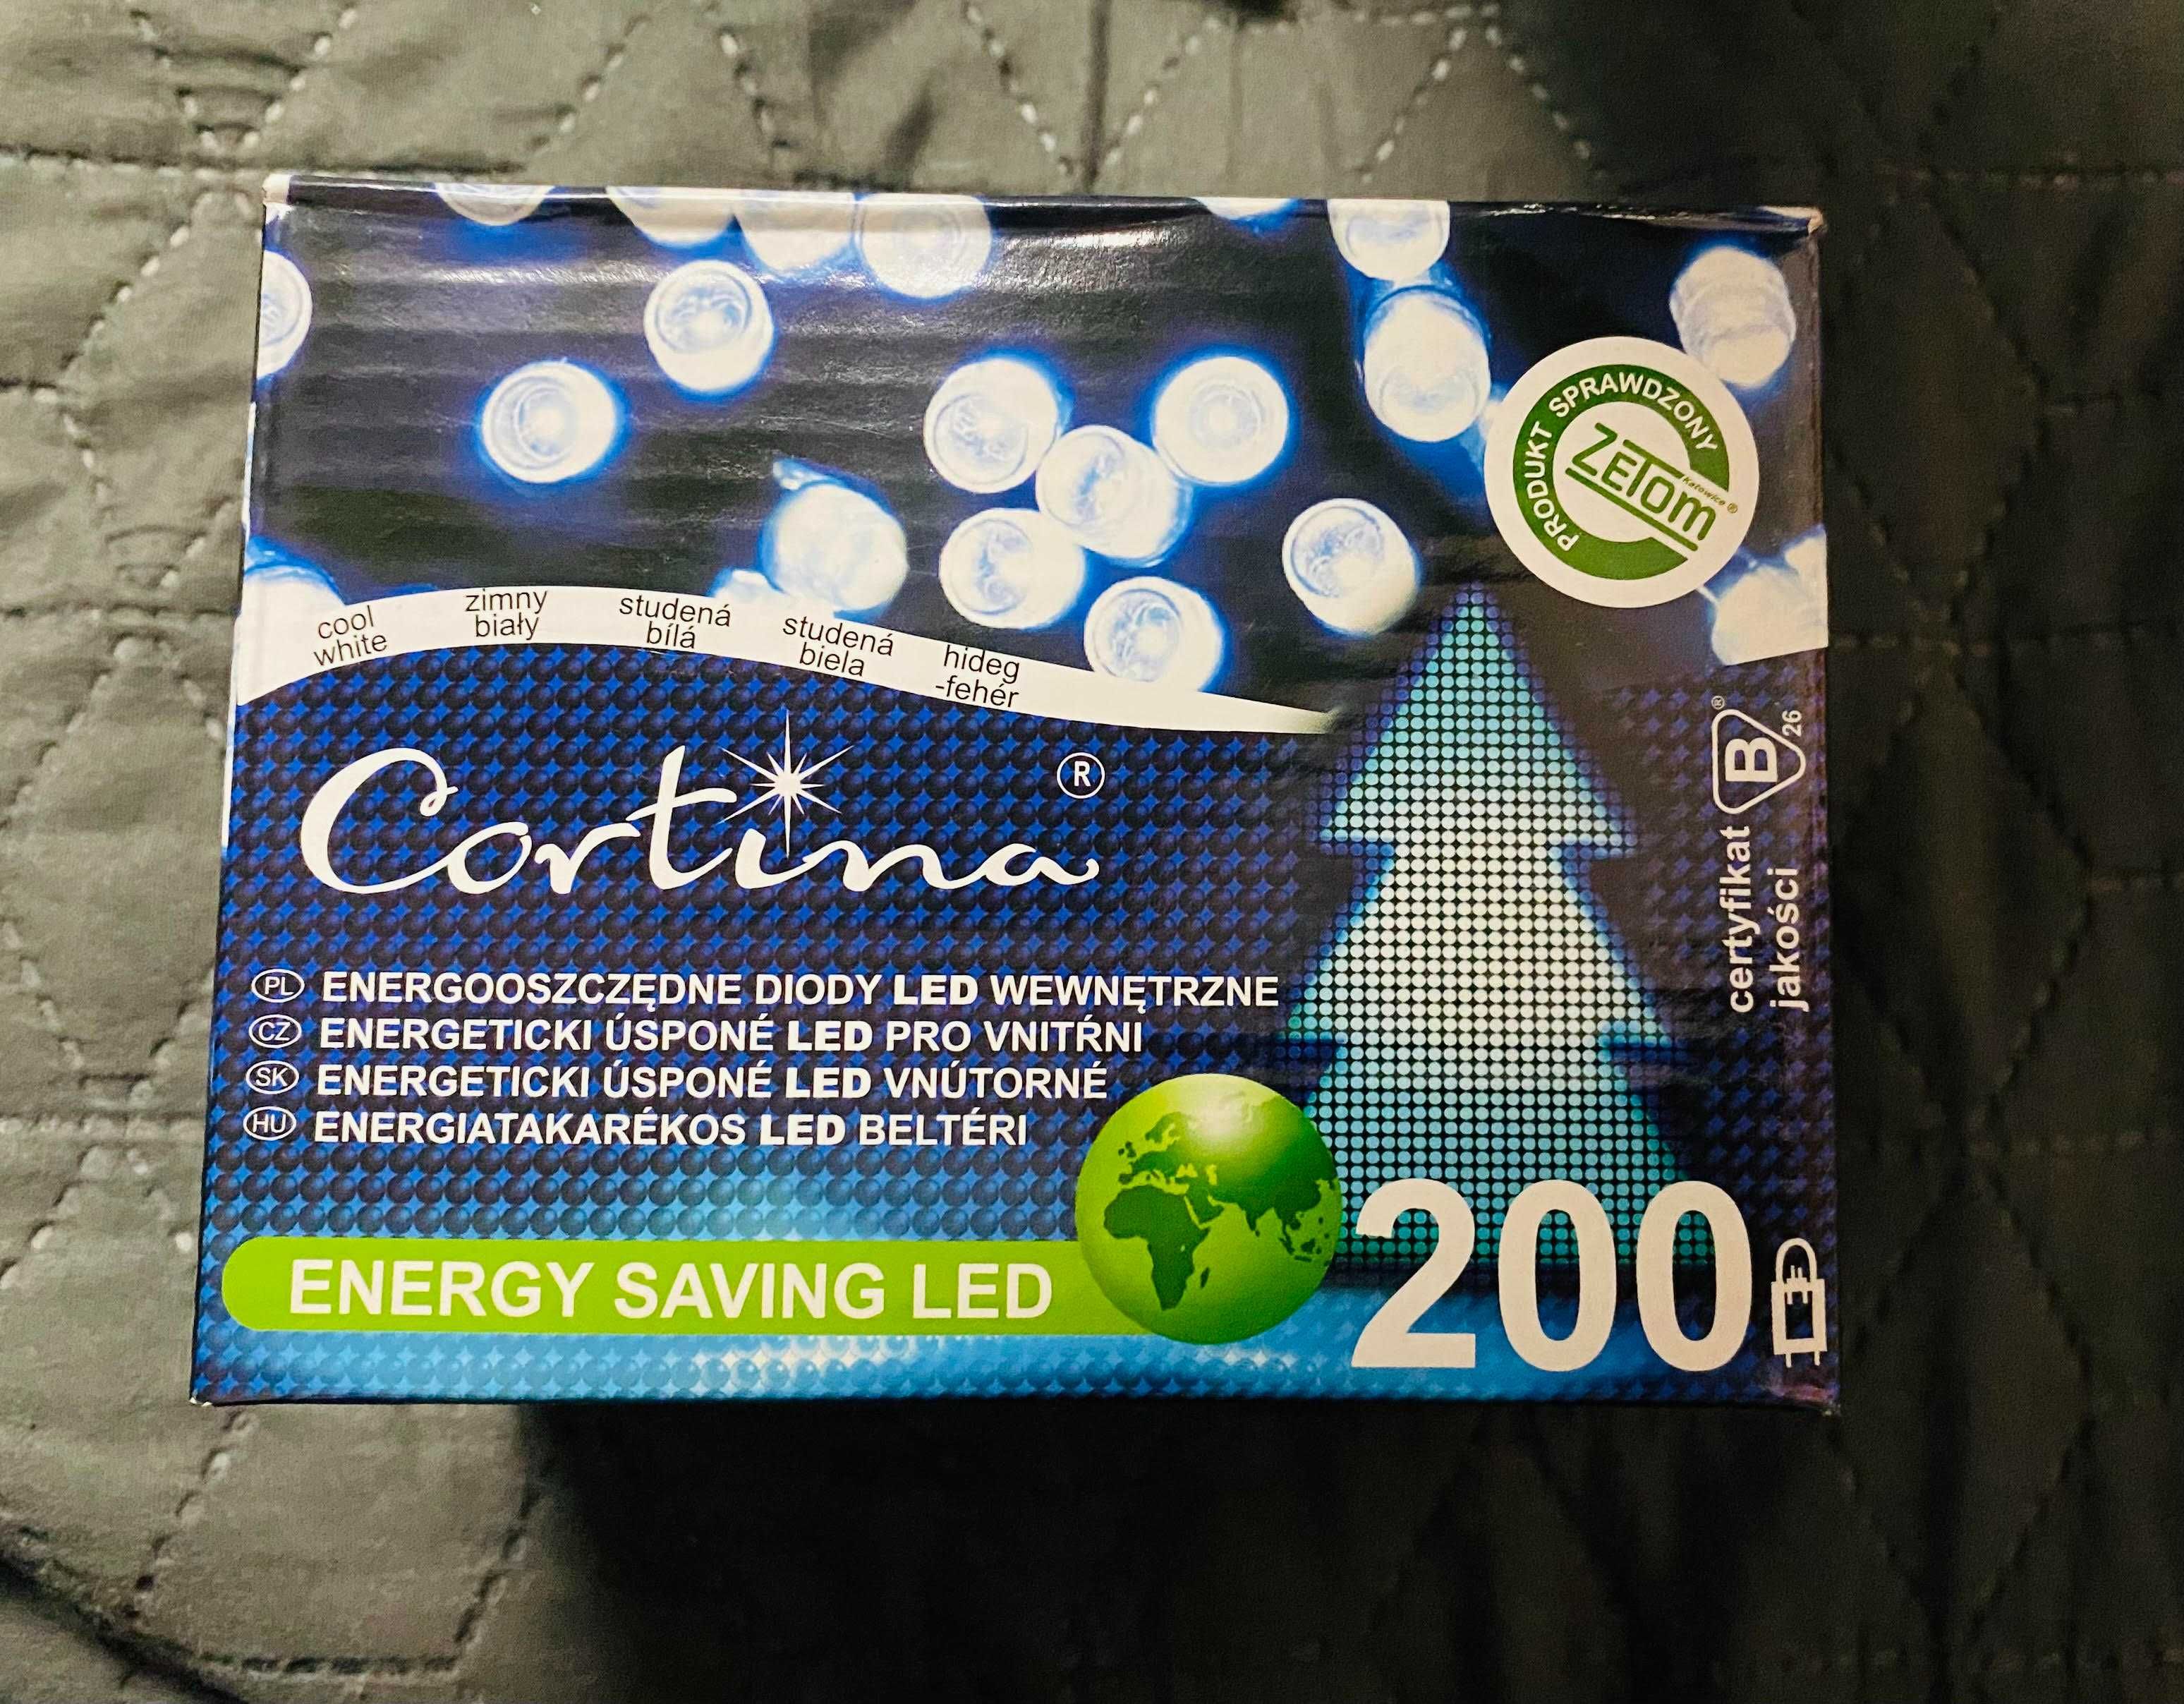 PRODUKT SPRAWDZONY
ZETOM
Katowice ®
cool
white
zimny
biały
studená
bílá
studená
biela
hideg
-fehér
Cortina ®
certyfikat B ® 26
jakości
PL ENERGOOSZCZĘDNE DIODY LED WEWNĘTRZNE
CZ ENERGETICKI ÚSPONÉ LED PRO VNITŔNI
SK ENERGETICKI ÚSPONÉ LED VNÚTORNÉ
HU ENERGIATAKARÉKOS LED BELTÉRI
ENERGY SAVING LED
200